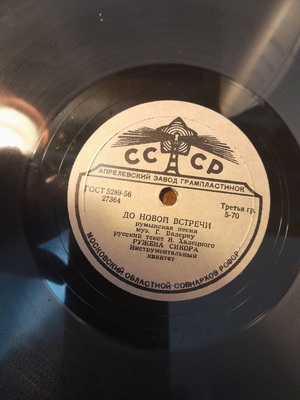 СССР
АПРЕЛЕВСКИЙ ЗАВОД ГРАМПЛАСТИНОК
ГОСТ 5289-56
27364
Третья гр.
5-70
ДО НОВОЙ ВСТРЕЧИ
румынская песня
муз. Г. Валерну
русский текст Я. Халецкого
РУЖЕНА СИКОРА
Инструментальный
квинтет
МОСКОВСКИЙ ОБЛАСТНОЙ СОВНАРХОЗ РСФСР